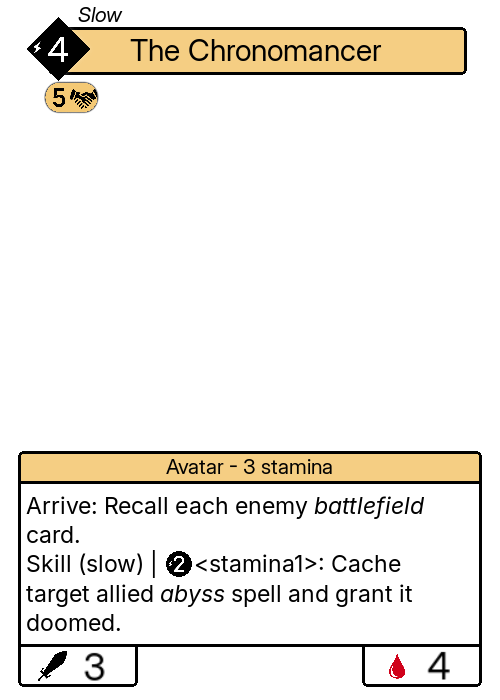 Slow
4
The Chronomancer
5
Avatar - 3 stamina
Arrive: Recall each enemy battlefield
card.
Skill (slow) | 2<stamina1>: Cache
target allied abyss spell and grant it
doomed.
3
4